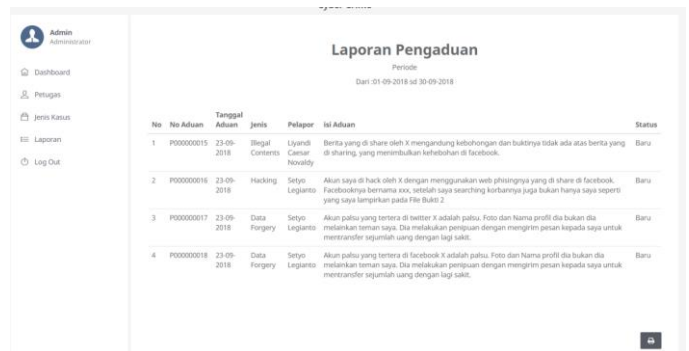 Admin
Administrator
Dashboard
Petugas
Jenis Kasus
Laporan
Log Out
Laporan Pengaduan
Periode
Dari :01-09-2018 sd 30-09-2018
Tanggal
No No Aduan Aduan Jenis Pelapor Isi Aduan Status
1 P000000015 23-09- Illegal Liyandi Berita yang di share oleh X mengandung kebohongan dan buktinya tidak ada atas berita yang Baru
2018 Contents Caesar di sharing, yang menimbulkan kehebohan di facebook.
Novaldy
2 P000000016 23-09- Hacking Setyo Akun saya di hack oleh X dengan menggunakan web phisingnya yang di share di facebook. Baru
2018 Legianto Facebooknya bernama xxx, setelah saya searching korbannya juga bukan hanya saya seperti
yang saya lampirkan pada File Bukti 2
3 P000000017 23-09- Data Setyo Akun palsu yang tertera di twitter X adalah palsu. Foto dan Nama profil dia bukan dia Baru
2018 Forgery Legianto melainkan teman saya. Dia melakukan penipuan dengan mengirim pesan kepada saya untuk
mentransfer sejumlah uang dengan lagi sakit.
4 P000000018 23-09- Data Setyo Akun palsu yang tertera di facebook X adalah palsu. Foto dan Nama profil dia bukan dia Baru
2018 Forgery Legianto melainkan teman saya. Dia melakukan penipuan dengan mengirim pesan kepada saya untuk
mentransfer sejumlah uang dengan lagi sakit.